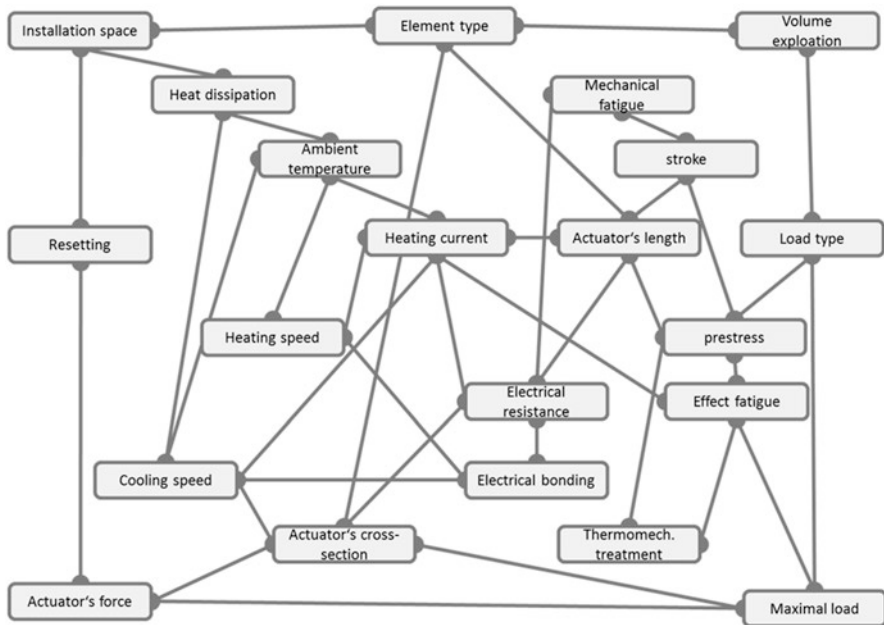 Installation space
Element type
Volume
exploation
Heat dissipation
Mechanical
fatigue
Ambient
temperature
stroke
Resetting
Heating current
Actuator‘s length
Load type
Heating speed
prestress
Electrical
resistance
Effect fatigue
Cooling speed
Electrical bonding
Actuator‘s cross-
section
Thermomech.
treatment
Actuator‘s force
Maximal load